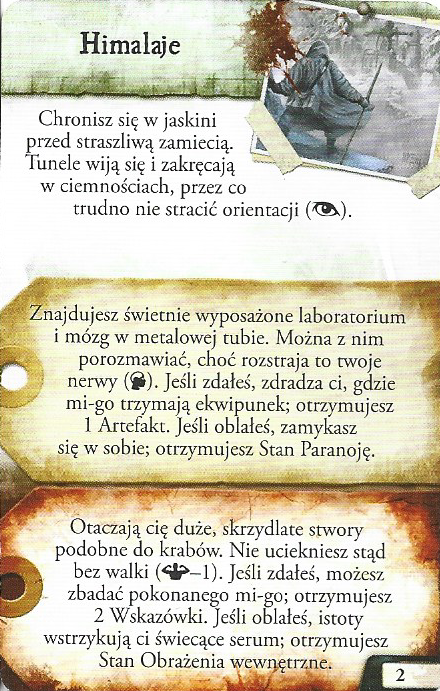 Himalaje
Chronisz się w jaskini
przed straszliwą zamiecią.
Tunele wiją się i zakręcają
w ciemnościach, przez co
trudno nie stracić orientacji ( ).
Znajdujesz świetnie wyposażone laboratorium
i mózg w metalowej tubie. Można z nim
porozmawiać, choć rozstraja to twoje
nerwy ( ). Jeśli zdałeś, zdradza ci, gdzie
mi-go trzymają ekwipunek; otrzymujesz
1 Artefakt. Jeśli oblałeś, zamykasz
się w sobie; otrzymujesz Stan Paranoję.
Otaczają cię duże, skrzydlate stwory
podobne do krabów. Nie uciekniesz stąd
bez walki ( –1). Jeśli zdałeś, możesz
zbadać pokonanego mi-go; otrzymujesz
2 Wskazówki. Jeśli oblałeś, istoty
wstrzykują ci świecące serum; otrzymujesz
Stan Obrażenia wewnętrzne.
2